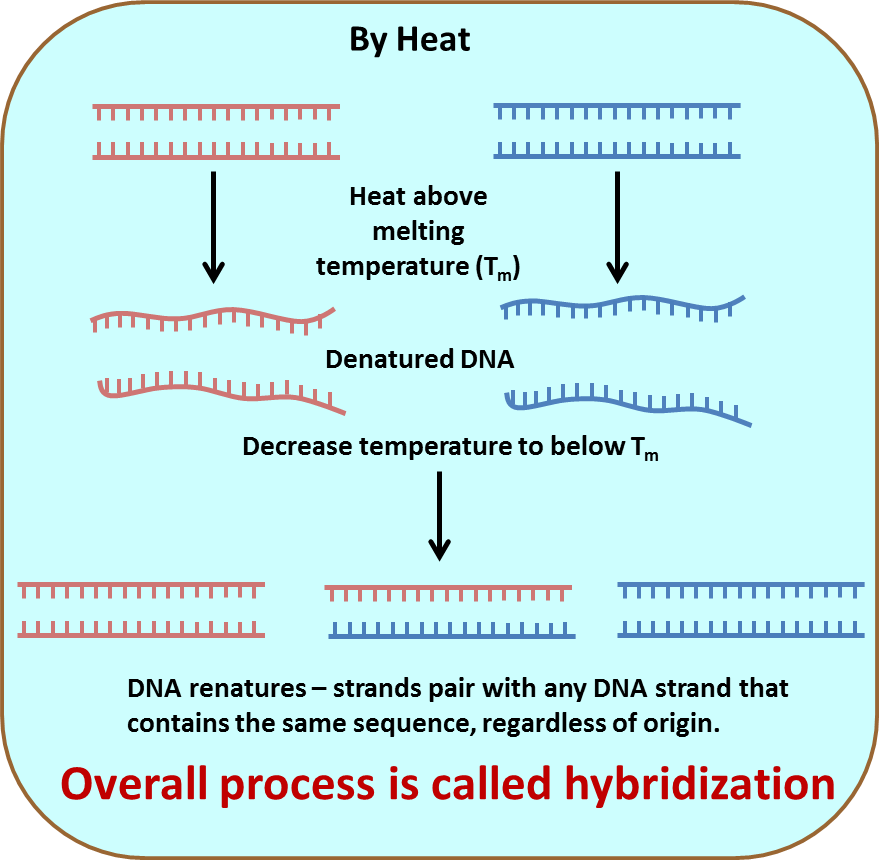 By Heat
Heat above
melting
temperature (Tm)
Denatured DNA
Decrease temperature to below Tm
DNA renatures – strands pair with any DNA strand that
contains the same sequence, regardless of origin.
Overall process is called hybridization